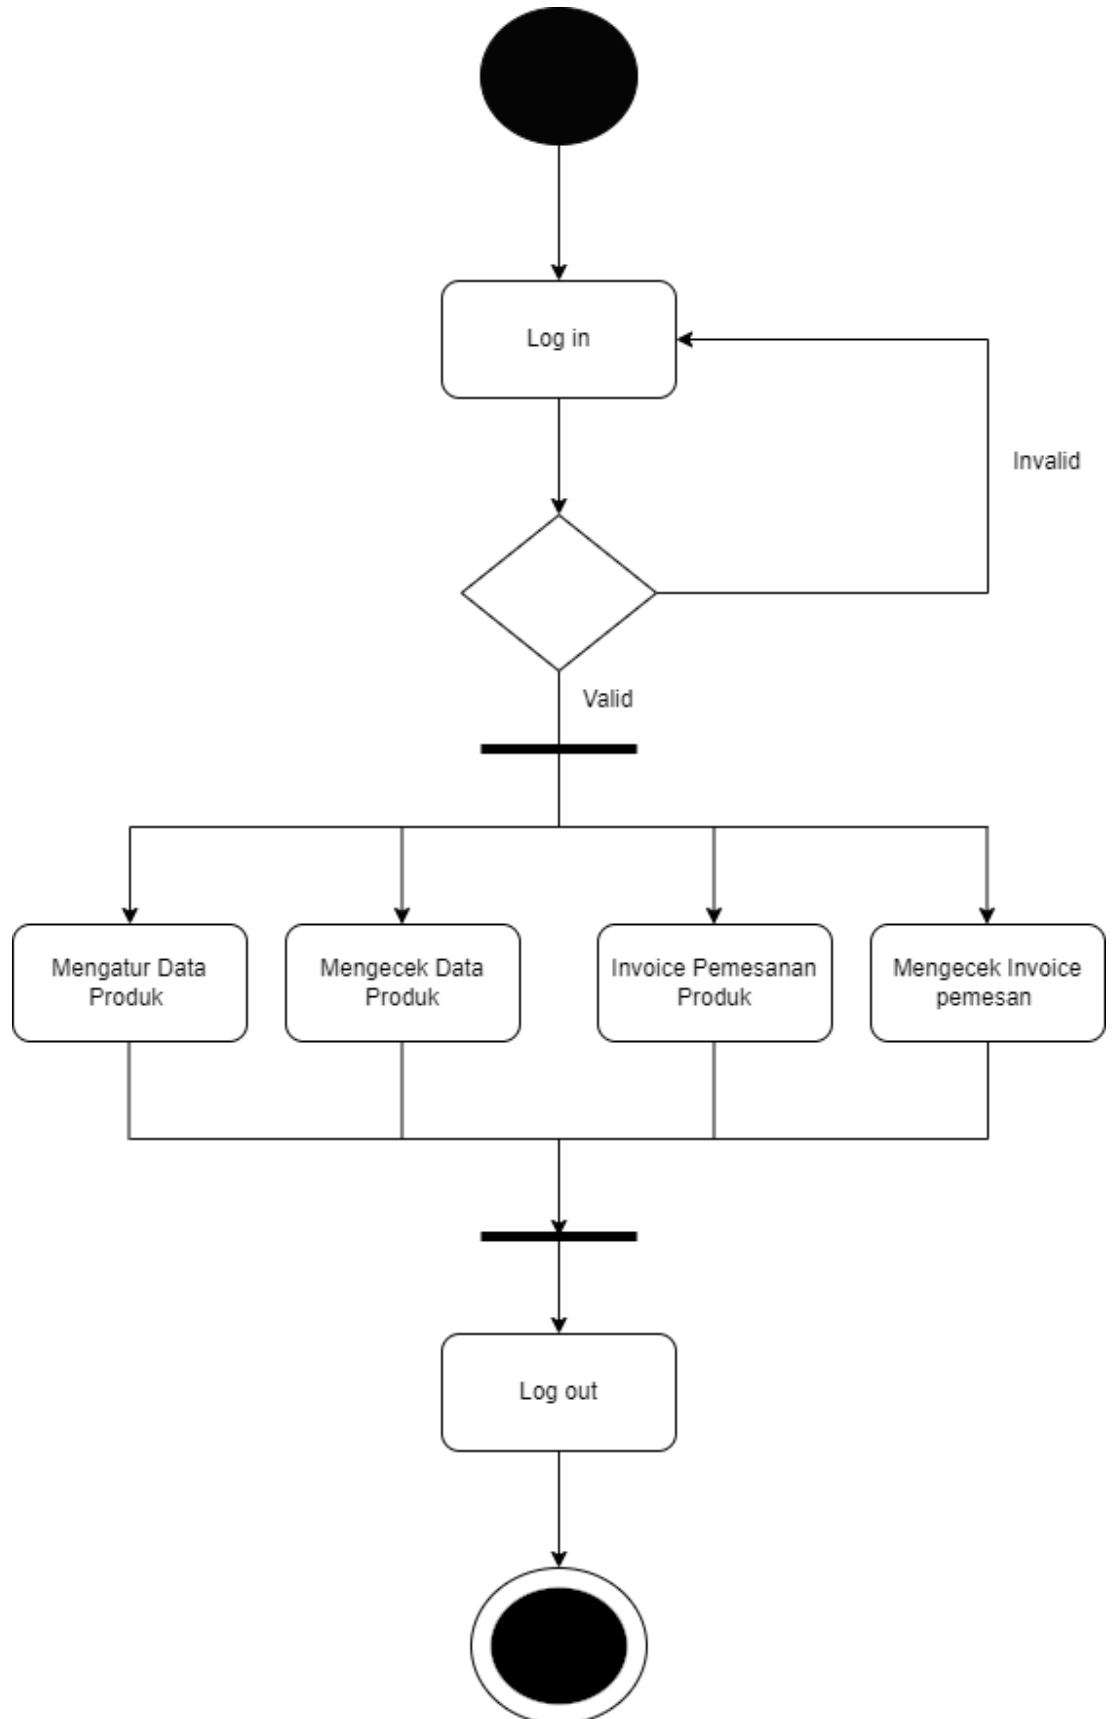 Log in
Invalid
Valid
Mengatur Data
Produk
Mengecek Data
Produk
Invoice Pemesanan
Produk
Mengecek Invoice
pemesan
Log out